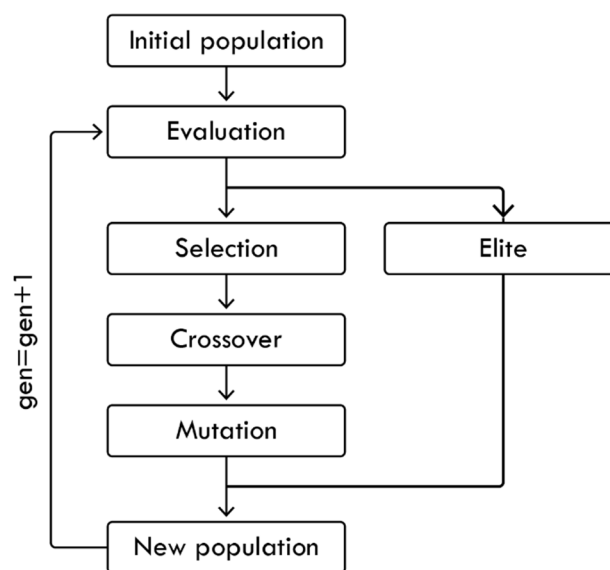 Initial population
Evaluation
Selection
Elite
Crossover
Mutation
New population
gen=gen+1